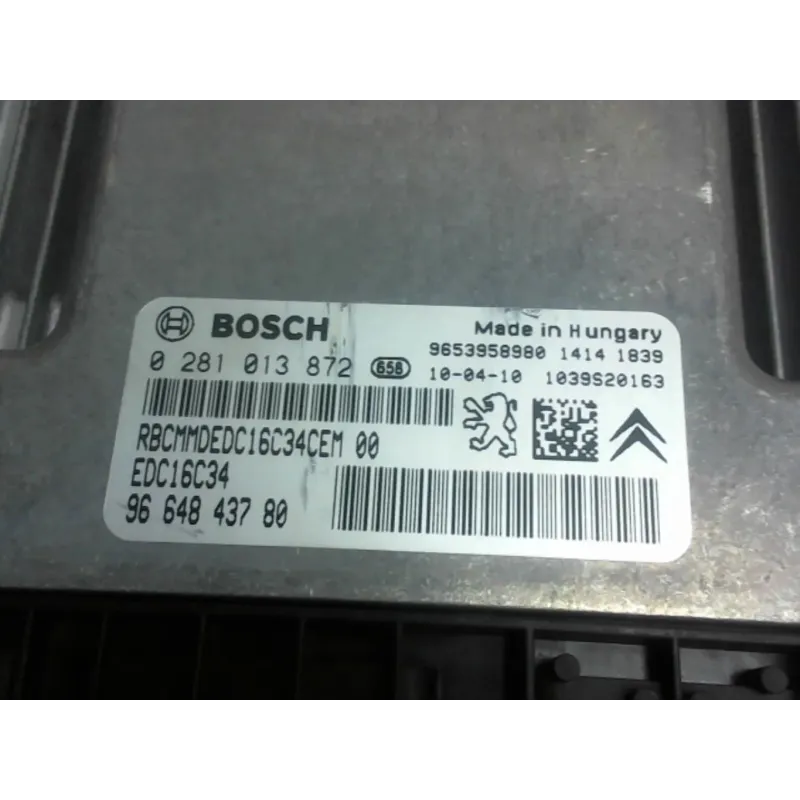 BOSCH
Made in Hungary
0 281 013 872 658
9653958980 1414 1839
10-04-10 1039S20163
RBCMMDEDC16C34CEM 00
EDC16C34
96 648 437 80